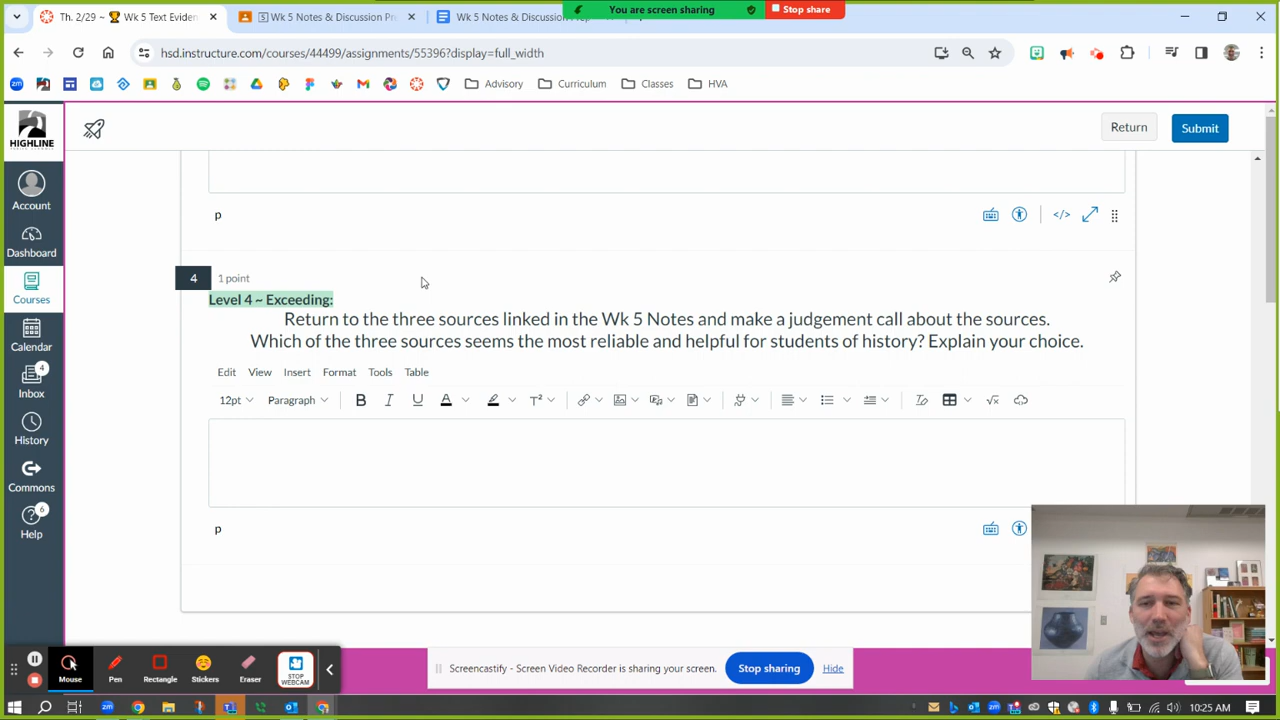 Th. 2/29 ~ 🏆 Wk 5 Text Eviden
Wk 5 Notes & Discussion Pr
Wk 5 Notes & Discussion Prep
You are screen sharing
Stop share
hsd.instructure.com/courses/44499/assignments/55396?display=full_width
Advisory
Curriculum
Classes
HVA
HIGHLINE
Return
Submit
Account
Dashboard
Courses
Calendar
4
Inbox
History
Commons
6
Help
p
</>
4
1 point
Level 4 ~ Exceeding:
Return to the three sources linked in the Wk 5 Notes and make a judgement call about the sources.
Which of the three sources seems the most reliable and helpful for students of history? Explain your choice.
Edit View Insert Format Tools Table
12pt Paragraph B I U A T²
p
Mouse
Pen
Rectangle
Stickers
Eraser
STOP
WEBCAM
Screencastify - Screen Video Recorder is sharing your screen.
Stop sharing
Hide
10:25 AM